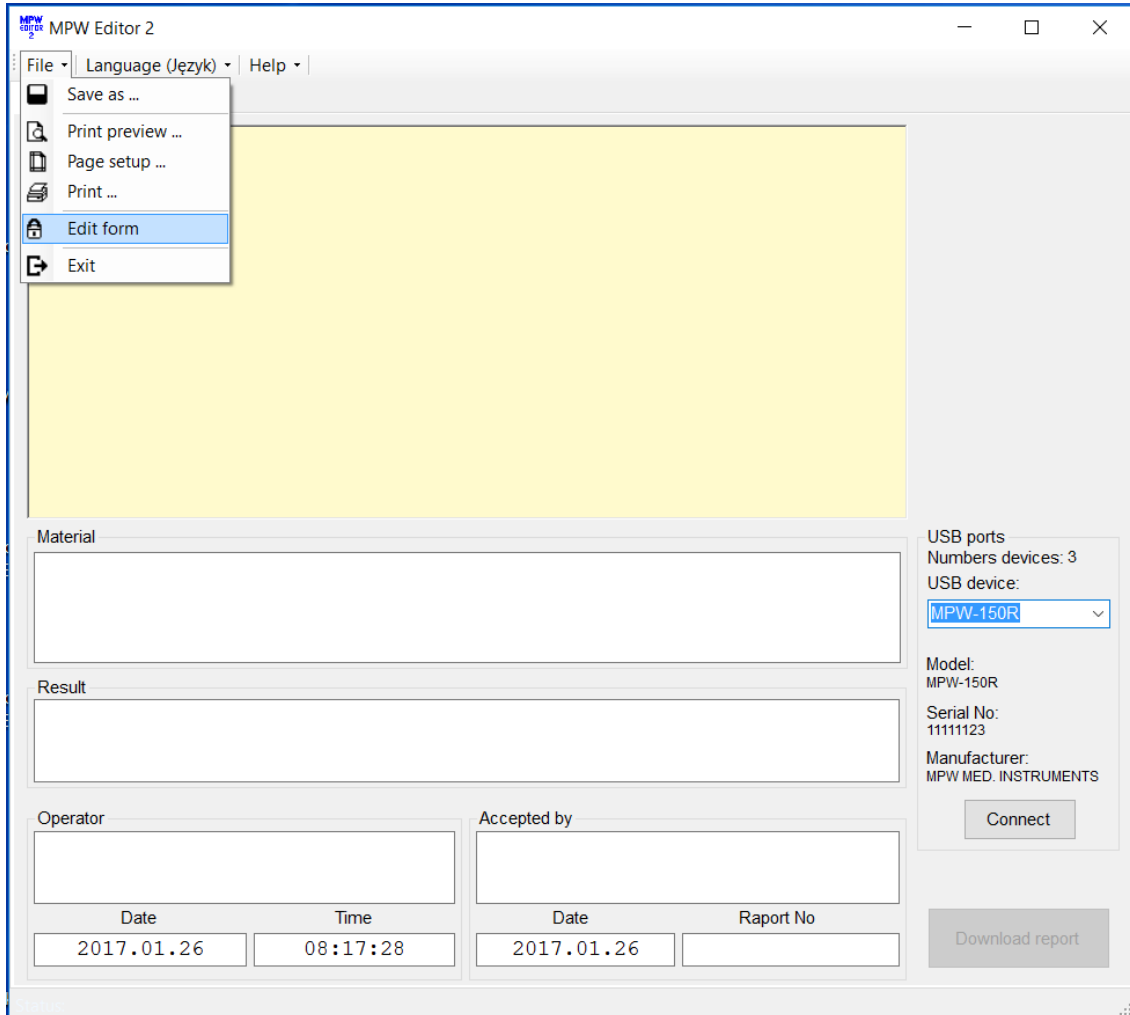 MPW EDITOR 2 MPW Editor 2
File Language (Język) Help
Save as ...
Print preview ...
Page setup ...
Print ...
Edit form
Exit
Material
Result
Operator
Accepted by
Date Time
2017.01.26 08:17:28
Date Raport No
2017.01.26
USB ports
Numbers devices: 3
USB device:
MPW-150R
Model:
MPW-150R
Serial No:
11111123
Manufacturer:
MPW MED. INSTRUMENTS
Connect
Download report